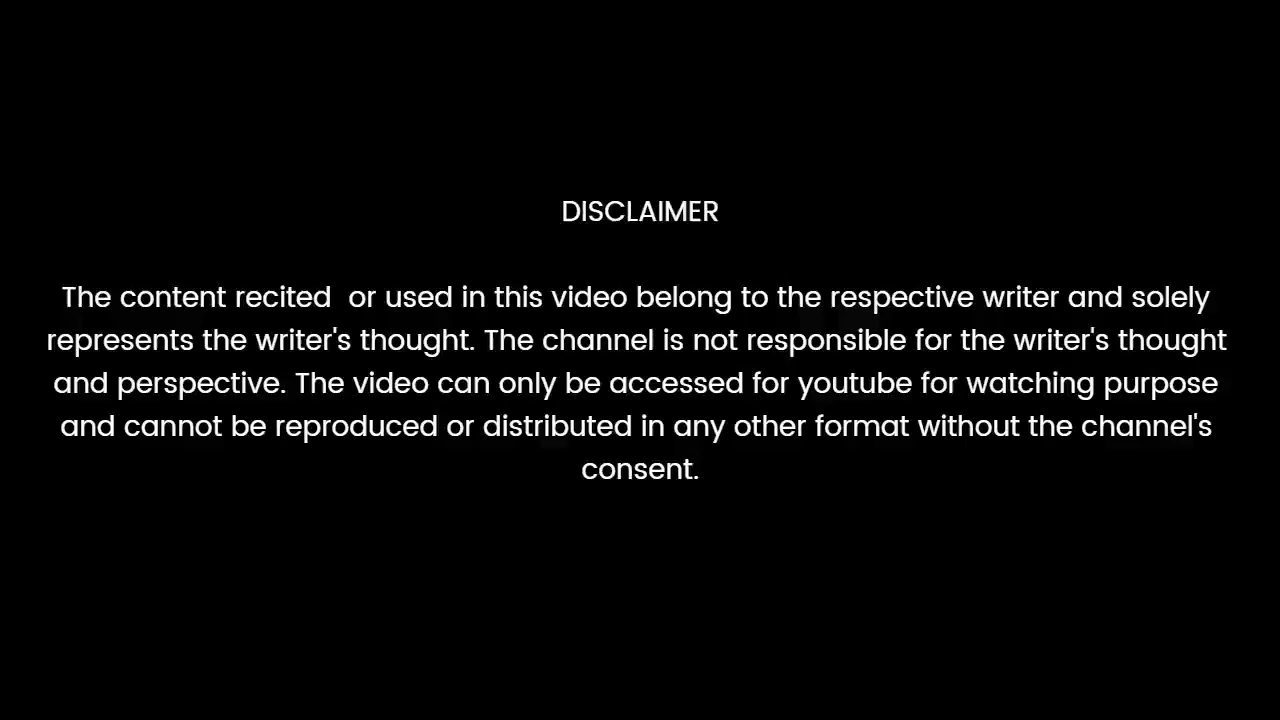 DISCLAIMER
The content recited  or used in this video belong to the respective writer and solely
represents the writer's thought. The channel is not responsible for the writer's thought
and perspective. The video can only be accessed for youtube for watching purpose
and cannot be reproduced or distributed in any other format without the channel's
consent.